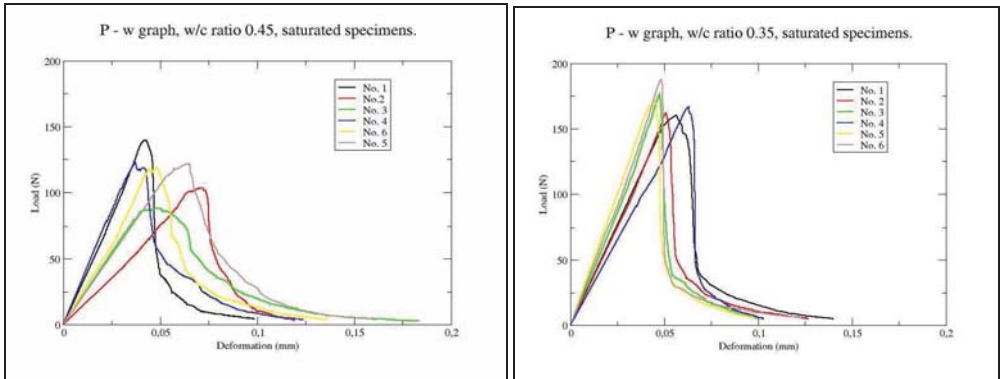 P - w graph, w/c ratio 0.45, saturated specimens.
200
150
100
50
0
Load (N)
No. 1
No.2
No. 3
No. 4
No. 6
No. 5
0
0,05
0,1
0,15
0,2
Deformation (mm)
P - w graph, w/c ratio 0.35, saturated specimens.
200
150
100
50
0
Load (N)
No. 1
No. 2
No. 3
No. 4
No. 5
No. 6
0
0,05
0,1
0,15
0,2
Deformation (mm)